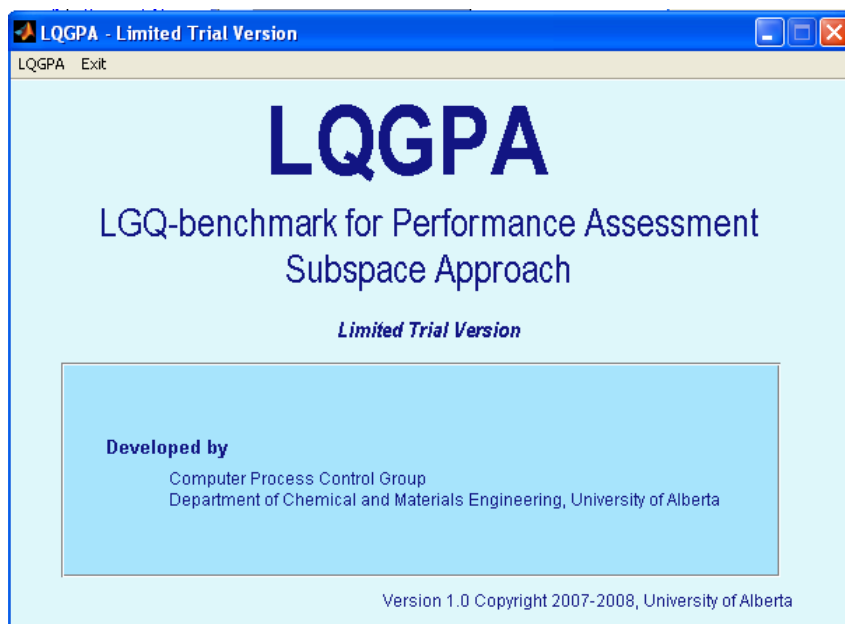 LQGPA - Limited Trial Version
LQGPA Exit
LQGPA
LGQ-benchmark for Performance Assessment
Subspace Approach
Limited Trial Version
Developed by
Computer Process Control Group
Department of Chemical and Materials Engineering, University of Alberta
Version 1.0 Copyright 2007-2008, University of Alberta